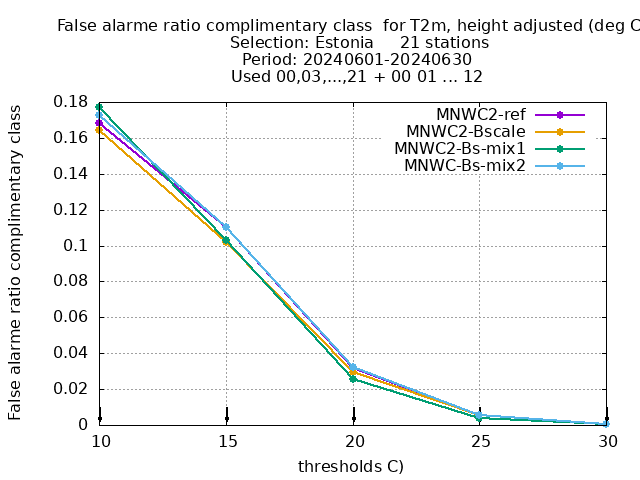 False alarme ratio complimentary class  for T2m, height adjusted (deg C
Selection: Estonia     21 stations
Period: 20240601-20240630
Used 00,03,...,21 + 00 01 ... 12
False alarme ratio complimentary class
0.18
0.16
0.14
0.12
0.1
0.08
0.06
0.04
0.02
0
MNWC2-ref
MNWC2-Bscale
MNWC2-Bs-mix1
MNWC-Bs-mix2
10 15 20 25 30
thresholds C)